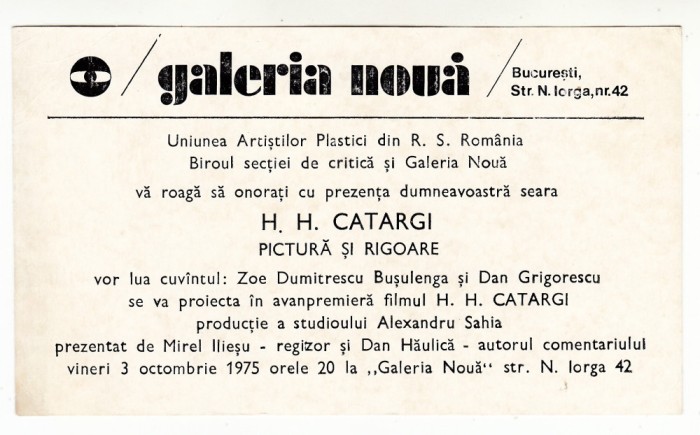 galeria nouă
București,
Str. N. Iorga, nr. 42
Uniunea Artiștilor Plastici din R. S. România
Biroul secției de critică și Galeria Nouă
vă roagă să onorați cu prezența dumneavoastră seara
H. H. CATARGI
PICTURĂ ȘI RIGOARE
vor lua cuvîntul: Zoe Dumitrescu Bușulenga și Dan Grigorescu
se va proiecta în avanpremieră filmul H. H. CATARGI
producție a studioului Alexandru Sahia
prezentat de Mirel Ilieșu - regizor și Dan Hăulică - autorul comentariului
vineri 3 octombrie 1975 orele 20 la ,,Galeria Nouă“ str. N. Iorga 42